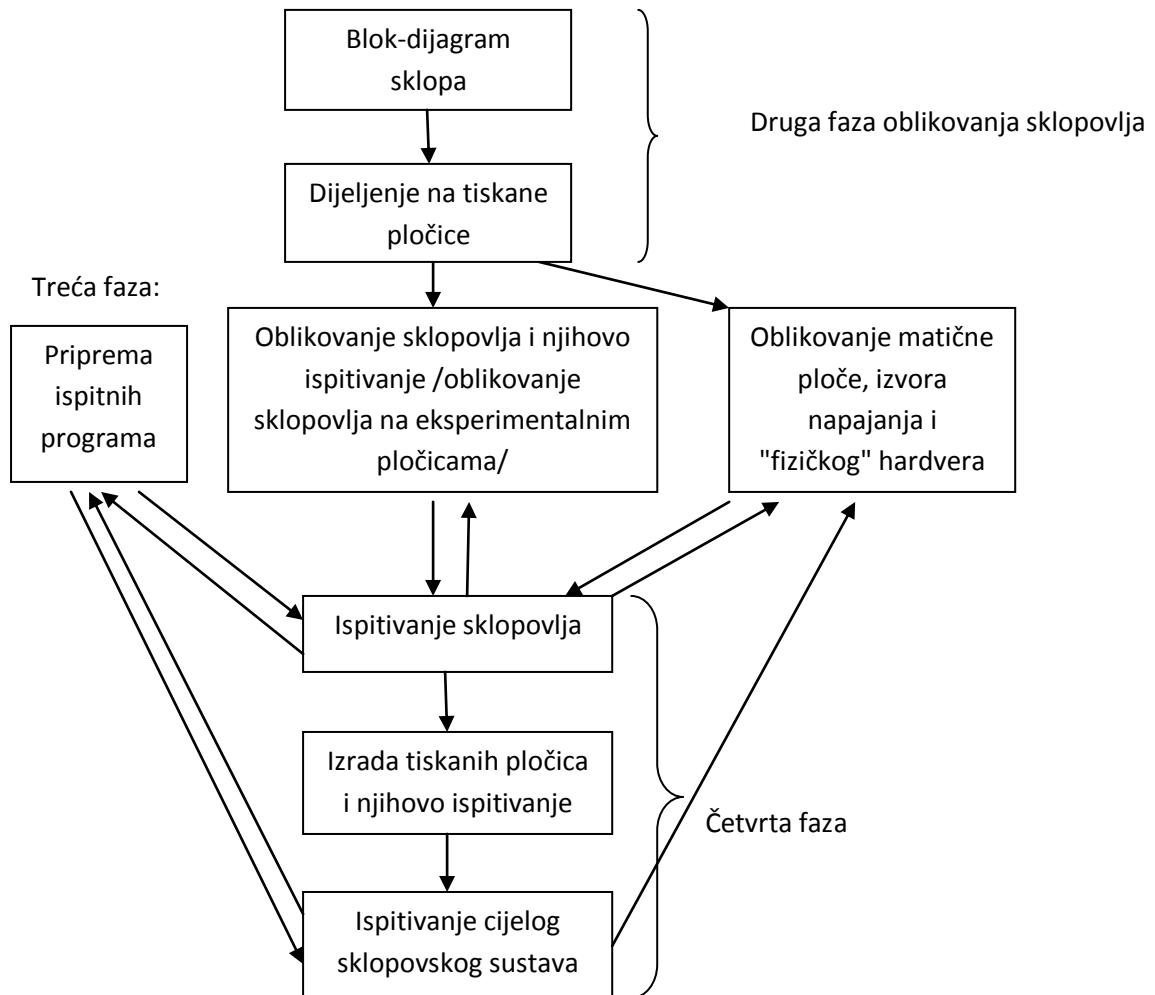 Blok-dijagram
sklopa
Druga faza oblikovanja sklopovlja
Dijeljenje na tiskane
pločice
Treća faza:
Priprema
ispitnih
programa
Oblikovanje sklopovlja i njihovo
ispitivanje /oblikovanje
sklopovlja na eksperimentalnim
pločicama/
Oblikovanje matične
ploče, izvora
napajanja i
"fizičkog" hardvera
Ispitivanje sklopovlja
Izrada tiskanih pločica
i njihovo ispitivanje
Četvrta faza
Ispitivanje cijelog
sklopovskog sustava